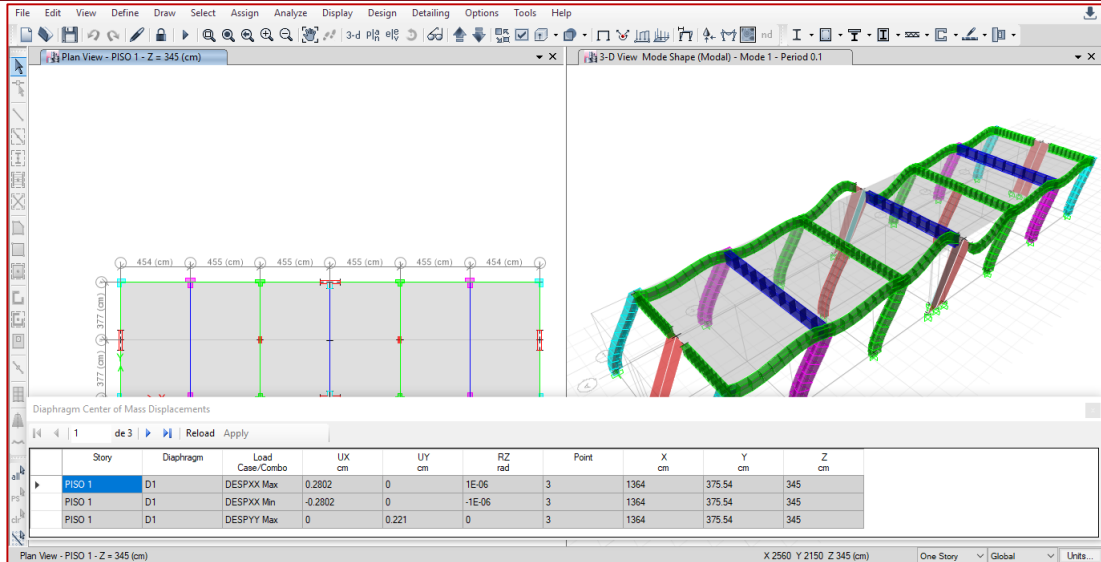 File Edit View Define Draw Select Assign Analyze Display Design Detailing Options Tools Help
3-d nd
Plan View - PISO 1 - Z = 345 (cm)
3-D View Mode Shape (Modal) - Mode 1 - Period 0.1
454 (cm) 455 (cm) 455 (cm) 455 (cm) 455 (cm) 454 (cm)
377 (cm)
377 (cm)
Diaphragm Center of Mass Displacements
1 de 3 Reload Apply
Story Diaphragm Load Case/Combo UX cm UY cm RZ rad Point X cm Y cm Z cm
PISO 1 D1 DESPXX Max 0.2802 0 1E-06 3 1364 375.54 345
PISO 1 D1 DESPXX Min -0.2802 0 -1E-06 3 1364 375.54 345
PISO 1 D1 DESPYY Max 0 0.221 0 3 1364 375.54 345
all
ps
clr
Plan View - PISO 1 - Z = 345 (cm) X 2560 Y 2150 Z 345 (cm) One Story Global Units...